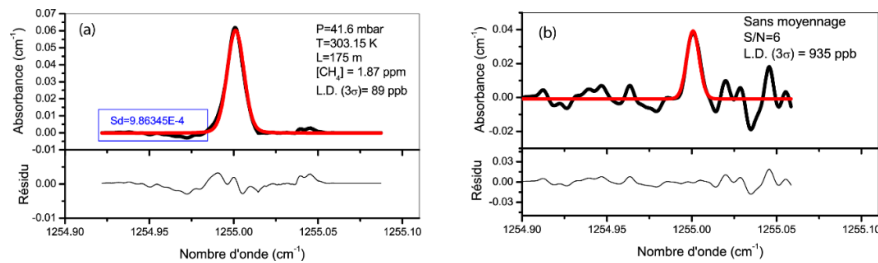 (a)
P=41.6 mbar
T=303.15 K
L=175 m
[CH4] = 1.87 ppm
L.D. (3σ)= 89 ppb
Sd=9.86345E-4
Absorbance (cm-1)
0.07
0.06
0.05
0.04
0.03
0.02
0.01
0.00
-0.01
Résidu
0.00
-0.01
1254.90 1254.95 1255.00 1255.05 1255.10
Nombre d'onde (cm-1)
(b)
Sans moyennage
S/N=6
L.D. (3σ) = 935 ppb
Absorbance (cm-1)
0.04
0.02
0.00
-0.02
Résidu
0.03
0.00
-0.03
1254.90 1254.95 1255.00 1255.05 1255.10
Nombre d'onde (cm-1)